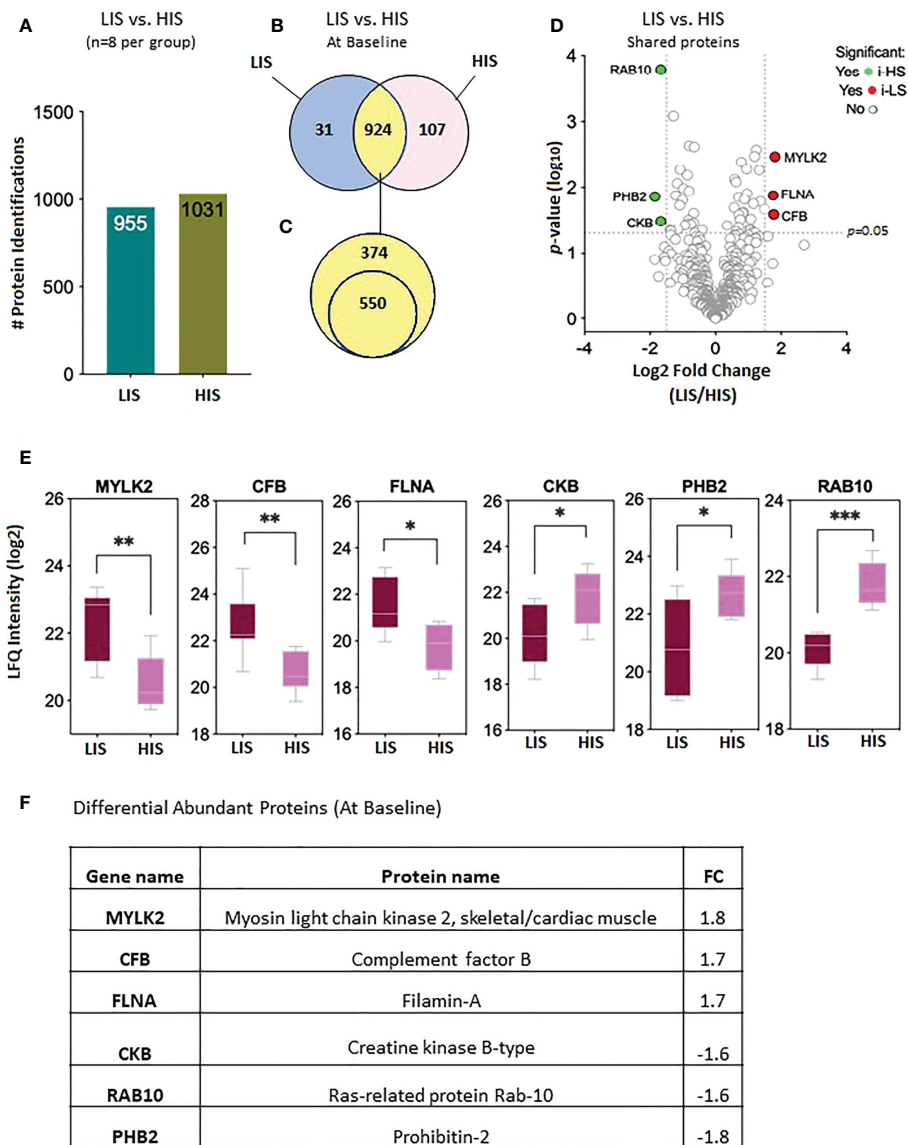 A
LIS vs. HIS
(n=8 per group)
# Protein Identifications
1500
1000
500
0
955
1031
LIS
HIS
B
LIS vs. HIS
At Baseline
LIS
HIS
31
924
107
C
374
550
D
LIS vs. HIS
Shared proteins
Significant:
Yes i-HS
Yes i-LS
No
p-value (log10)
4
3
2
1
0
RAB10
MYLK2
PHB2
FLNA
CFB
CKB
p=0.05
-4
-2
0
2
4
Log2 Fold Change
(LIS/HIS)
E
LFQ Intensity (log2)
MYLK2
26
24
22
20
**
LIS
HIS
CFB
28
26
24
22
20
18
**
LIS
HIS
FLNA
26
24
22
20
18
16
*
LIS
HIS
CKB
26
24
22
20
18
16
*
LIS
HIS
PHB2
26
24
22
20
18
*
LIS
HIS
RAB10
24
22
20
18
***
LIS
HIS
F
Differential Abundant Proteins (At Baseline)
Gene name Protein name FC
MYLK2 Myosin light chain kinase 2, skeletal/cardiac muscle 1.8
CFB Complement factor B 1.7
FLNA Filamin-A 1.7
CKB Creatine kinase B-type -1.6
RAB10 Ras-related protein Rab-10 -1.6
PHB2 Prohibitin-2 -1.8